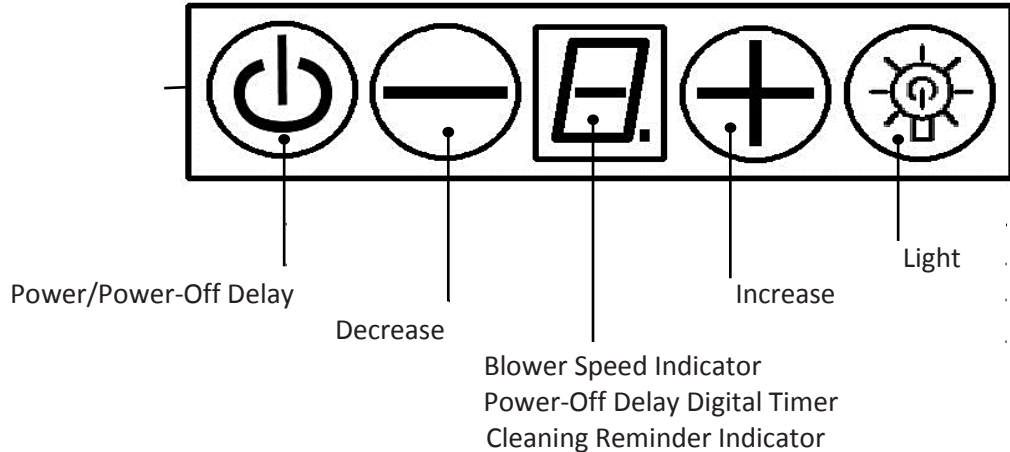 Light
Power/Power-Off Delay
Increase
Decrease
Blower Speed Indicator
Power-Off Delay Digital Timer
Cleaning Reminder Indicator